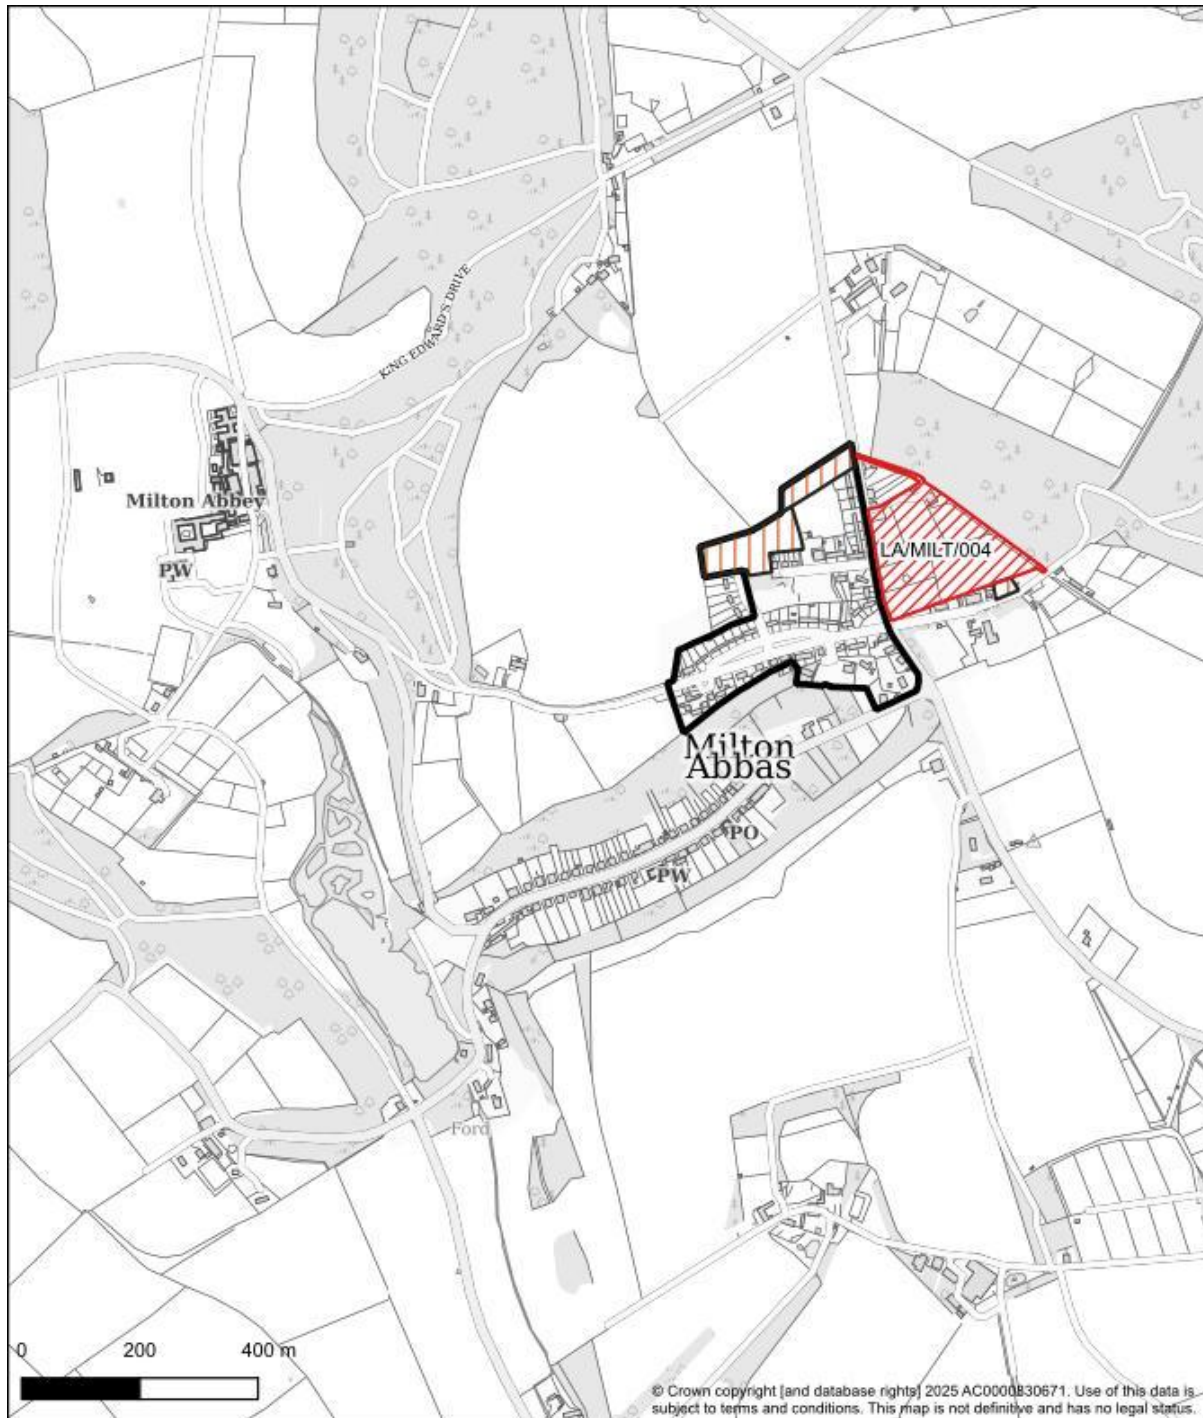 KING EDWARD'S DRIVE
Milton Abbey
PW
LA/MILT/004
Milton
Abbas
PO
PW
Ford
0 200 400 m
© Crown copyright [and database rights] 2025 AC0000830671. Use of this data is
subject to terms and conditions. This map is not definitive and has no legal status.